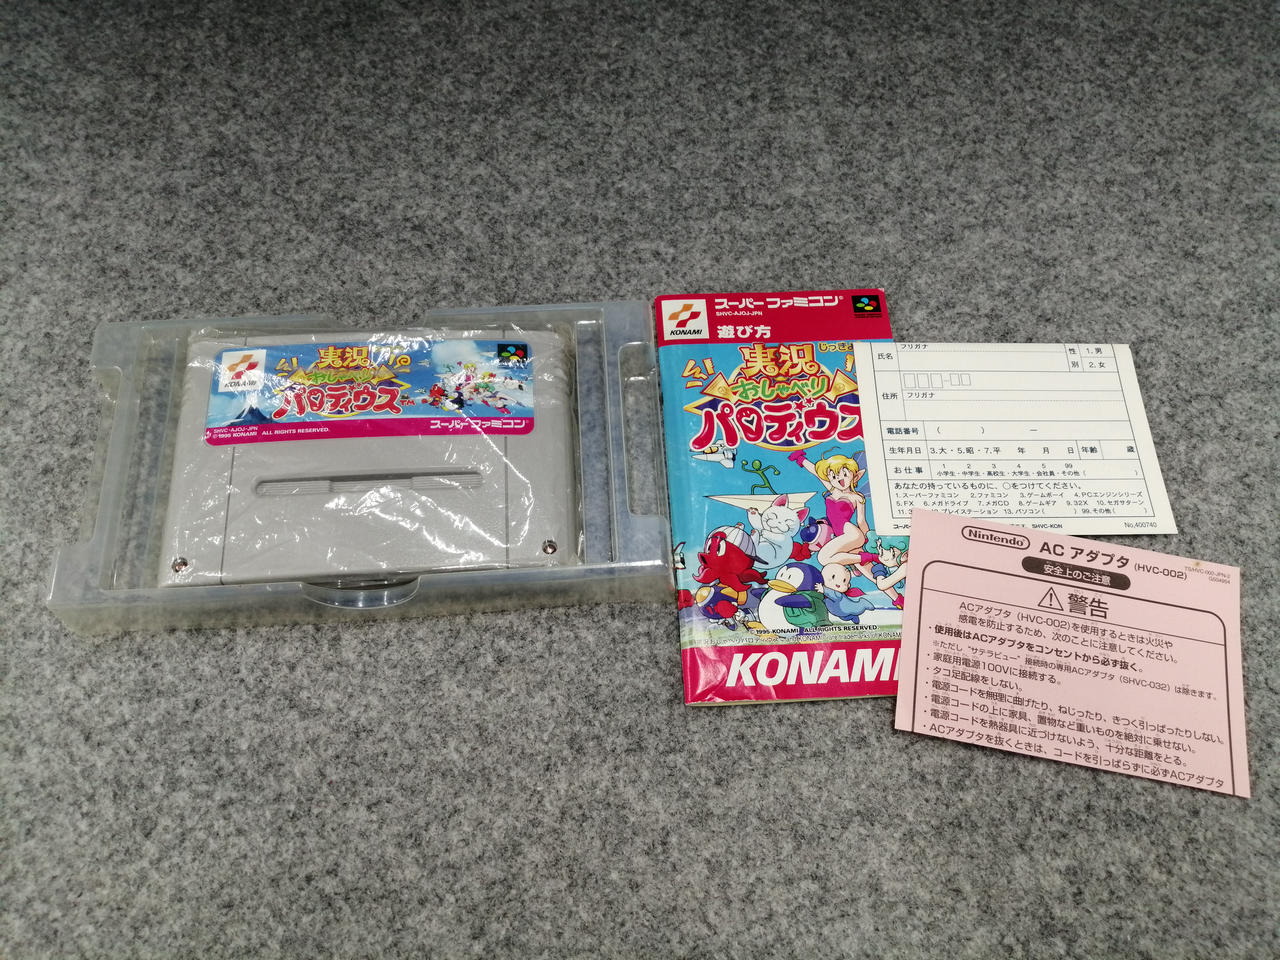 KONAMI
実況
おしゃべり
パロディウス
TM
SHVC-AJOJ-JPN
©1995 KONAMI ALL RIGHTS RESERVED.
スーパーファミコン
KONAMI
スーパーファミコン
SHVC-AJOJ-JPN
遊び方
実況
おしゃべり
パロディウス
©1995 KONAMI ALL RIGHTS RESERVED.
KONAMI
フリガナ
氏名
性 1.男
別 2.女
住所
フリガナ
電話番号 ( ) ー
生年月日 3.大・5.昭・7.平 年 月 日 年齢 歳
お仕事 1 2 3 4 5 99
小学生・中学生・高校生・大学生・会社員・その他( )
あなたの持っているものに、○をつけてください。
1.スーパーファミコン 2.ファミコン 3.ゲームボーイ 4.PCエンジンシリーズ
5.FX 6.メガドライブ 7.メガCD 8.ゲームギア 9.32X 10.セガサターン
11.3 12.プレイステーション 13.パソコン( ) 99.その他( )
SHVC-KON
No,400740
Nintendo
ACアダプタ (HVC-002)
安全上のご注意
警告
ACアダプタ(HVC-002)を使用するときは火災や
感電を防止するため、次のことに注意してください。
・使用後はACアダプタをコンセントから必ず抜く。
※ただし“サテラビュー”接続時の専用ACアダプタ(SHVC-032)は除きます。
・家庭用電源100Vに接続する。
・タコ足配線をしない。
・電源コードを無理に曲げたり、ねじったり、きつく引っぱったりしない。
・電源コードの上に家具、置物など重いものを絶対に乗せない。
・電源コードを熱器具に近づけないよう、十分な距離をとる。
・ACアダプタを抜くときは、コードを引っぱらずに必ずACアダプタ